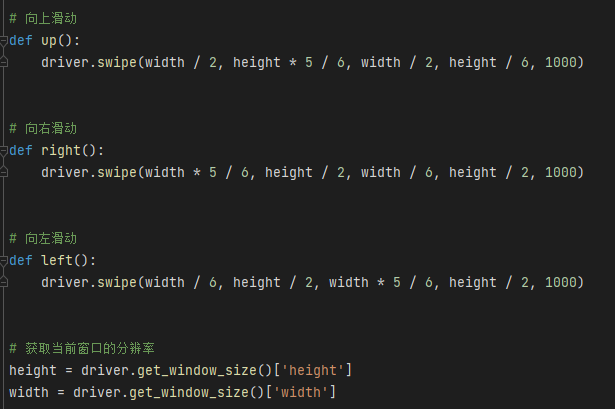 # 向上滑动
def up():
    driver.swipe(width / 2, height * 5 / 6, width / 2, height / 6, 1000)
# 向右滑动
def right():
    driver.swipe(width * 5 / 6, height / 2, width / 6, height / 2, 1000)
# 向左滑动
def left():
    driver.swipe(width / 6, height / 2, width * 5 / 6, height / 2, 1000)
# 获取当前窗口的分辨率
height = driver.get_window_size()['height']
width = driver.get_window_size()['width']